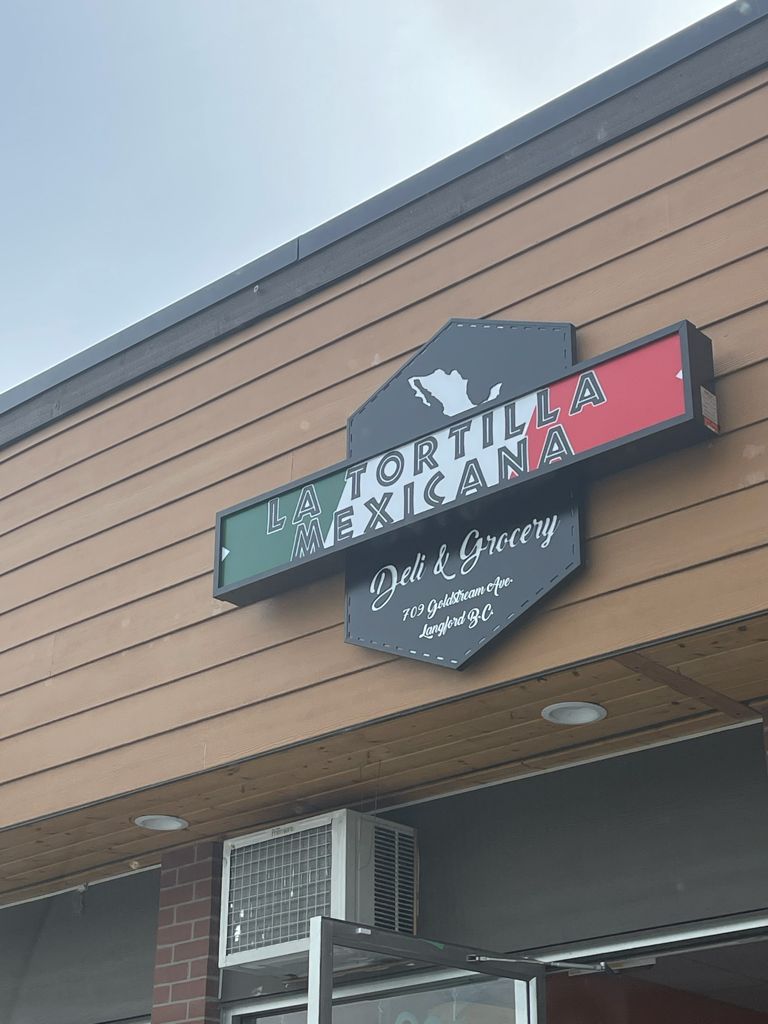 LA TORTILLA
MEXICANA
Deli & Grocery
709 Goldstream Ave.
Langford B.C.